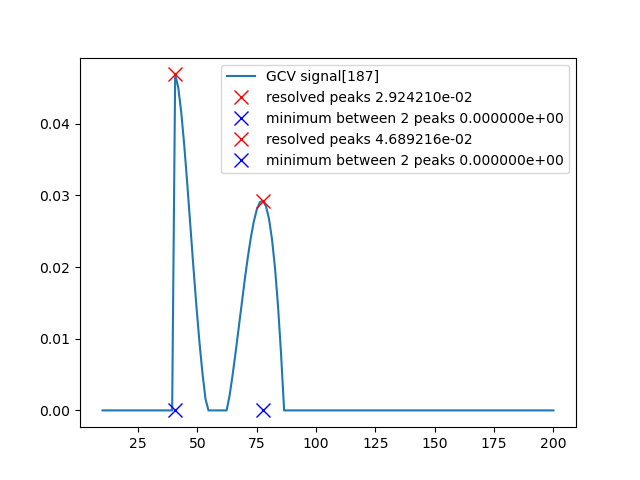 GCV signal[187]
resolved peaks 2.924210e-02
minimum between 2 peaks 0.000000e+00
resolved peaks 4.689216e-02
minimum between 2 peaks 0.000000e+00
0.04
0.03
0.02
0.01
0.00
25 50 75 100 125 150 175 200